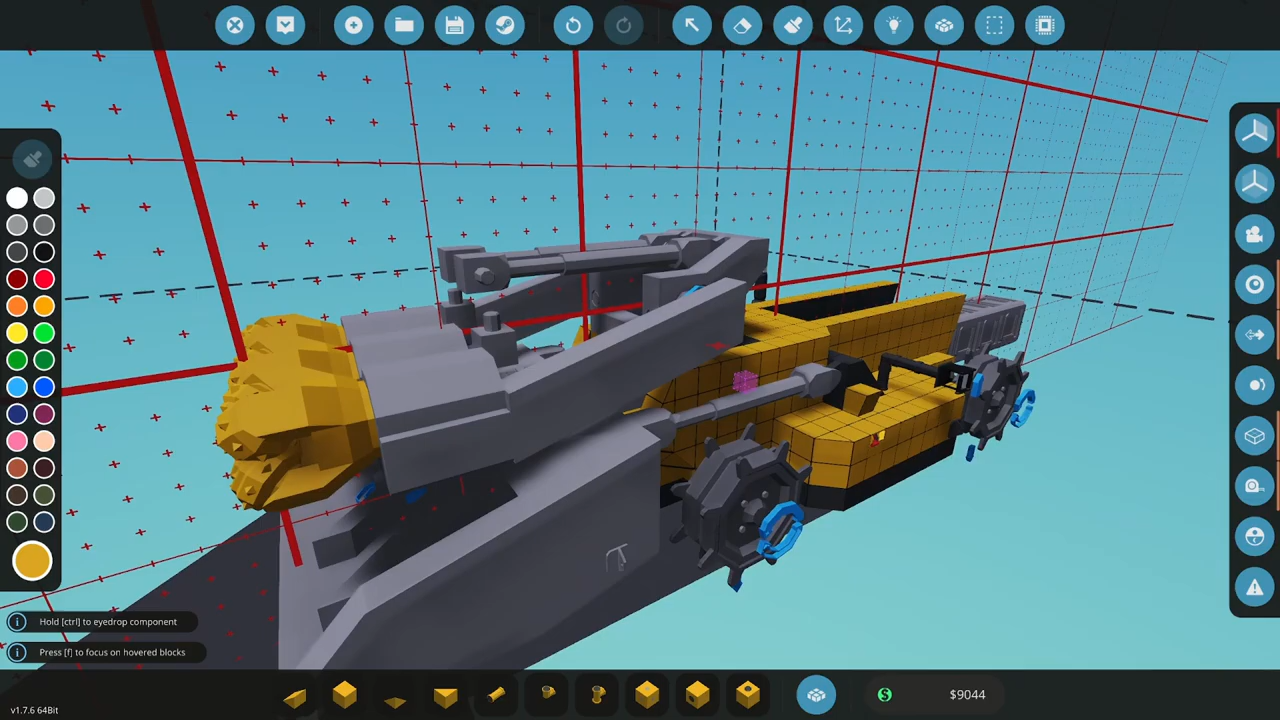 Hold [ctrl] to eyedrop component
Press [f] to focus on hovered blocks
$9044
v1.7.6 64Bit